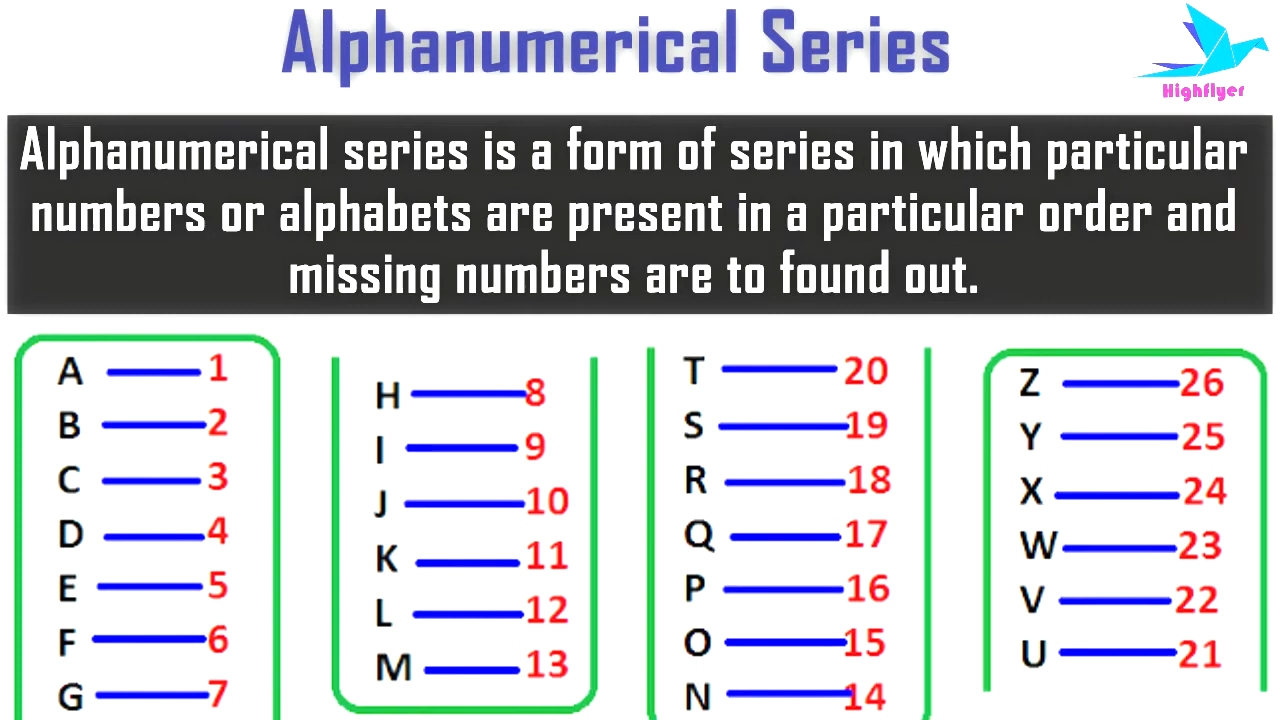 Alphanumerical Series
Highflyer
Alphanumerical series is a form of series in which particular
numbers or alphabets are present in a particular order and
missing numbers are to found out.
A 1
B 2
C 3
D 4
E 5
F 6
G 7
H 8
I 9
J 10
K 11
L 12
M 13
T 20
S 19
R 18
Q 17
P 16
O 15
N 14
Z 26
Y 25
X 24
W 23
V 22
U 21